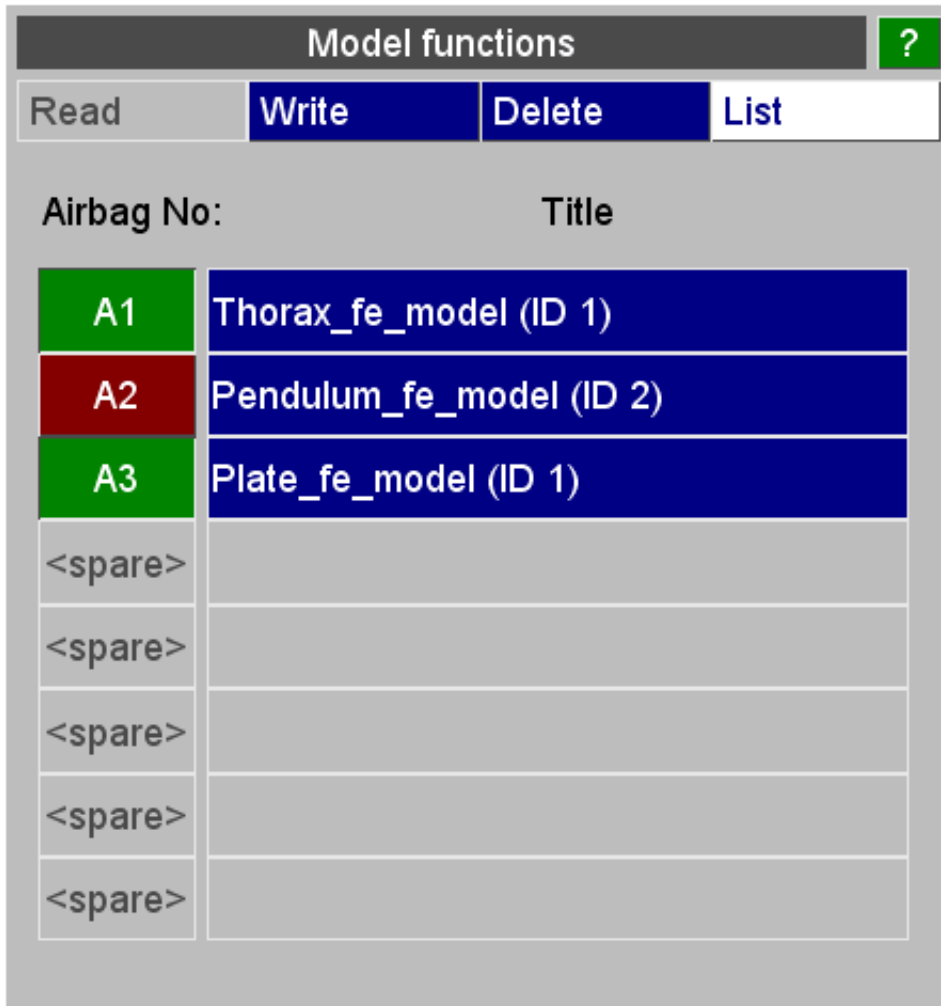 Model functions ?
Read Write Delete List
Airbag No: Title
A1 Thorax_fe_model (ID 1)
A2 Pendulum_fe_model (ID 2)
A3 Plate_fe_model (ID 1)
<spare>
<spare>
<spare>
<spare>
<spare>